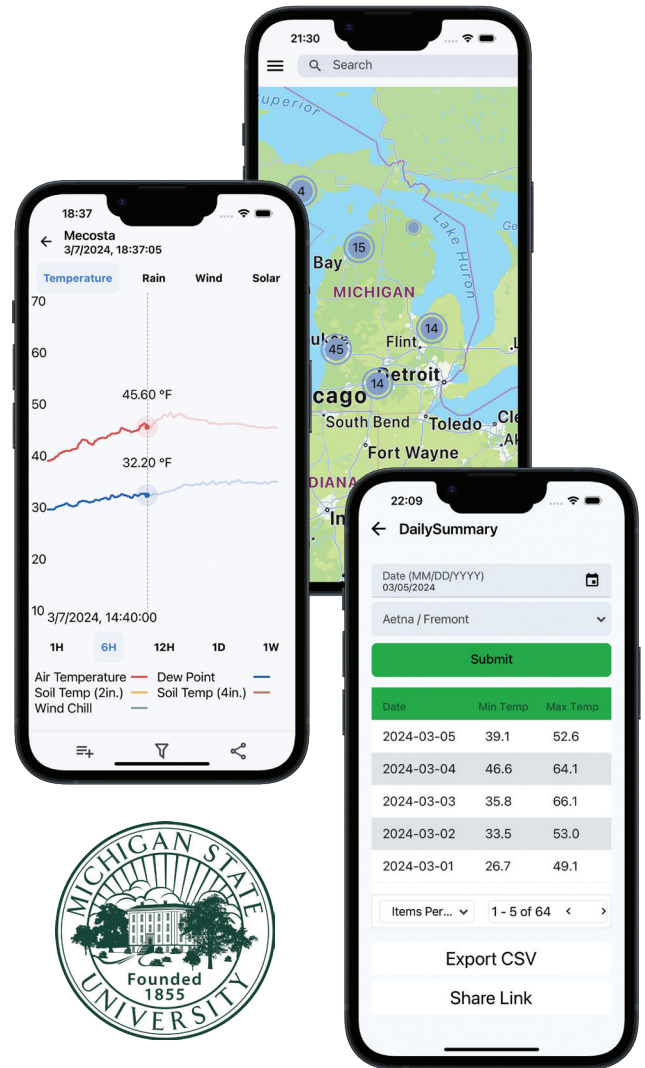 21:30
Search
Superior
4
15
Bay
MICHIGAN
Lake Huron
Ge
14
Flint
45
14
Detroit
cago
South Bend
Toledo
Cle
Ak
Fort Wayne
DIANA
In
18:37
Mecosta
3/7/2024, 18:37:05
Temperature Rain Wind Solar
70
60
50
45.60 °F
40
32.20 °F
30
20
10
3/7/2024, 14:40:00
1H 6H 12H 1D 1W
Air Temperature Dew Point
Soil Temp (2in.) Soil Temp (4in.)
Wind Chill
22:09
DailySummary
Date (MM/DD/YYYY)
03/05/2024
Aetna / Fremont
Submit
Date Min Temp Max Temp
2024-03-05 39.1 52.6
2024-03-04 46.6 64.1
2024-03-03 35.8 66.1
2024-03-02 33.5 53.0
2024-03-01 26.7 49.1
Items Per... 1 - 5 of 64 < >
Export CSV
Share Link
MICHIGAN STATE
UNIVERSITY
Founded
1855